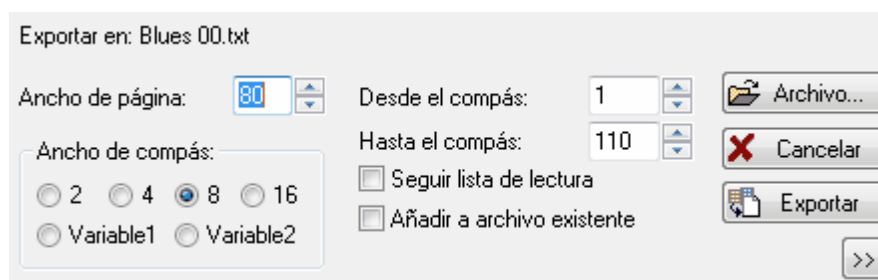 Exportar en: Blues 00.txt
Ancho de página: 80
Desde el compás: 1
Archivo...
Hasta el compás: 110
Cancelar
Ancho de compás:
Seguir lista de lectura
2 4 8 16
Exportar
Añadir a archivo existente
Variable1 Variable2
>>